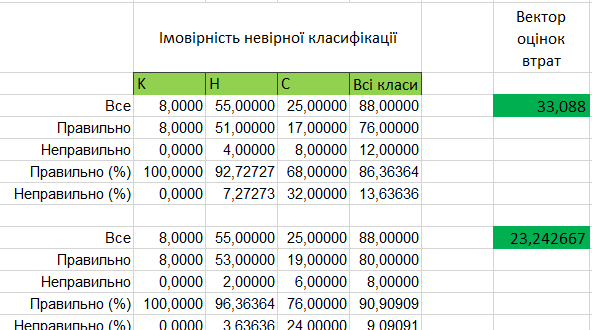 Імовірність невірної класифікації
Вектор
оцінок
втрат
K H C Всі класи
Все 8,0000 55,00000 25,00000 88,00000 33,088
Правильно 8,0000 51,00000 17,00000 76,00000
Неправильно 0,0000 4,00000 8,00000 12,00000
Правильно (%) 100,0000 92,72727 68,00000 86,36364
Неправильно (%) 0,0000 7,27273 32,00000 13,63636
Все 8,0000 55,00000 25,00000 88,00000 23,242667
Правильно 8,0000 53,00000 19,00000 80,00000
Неправильно 0,0000 2,00000 6,00000 8,00000
Правильно (%) 100,0000 96,36364 76,00000 90,90909
Неправильно (%) 0,0000 3,63636 24,00000 9,09091